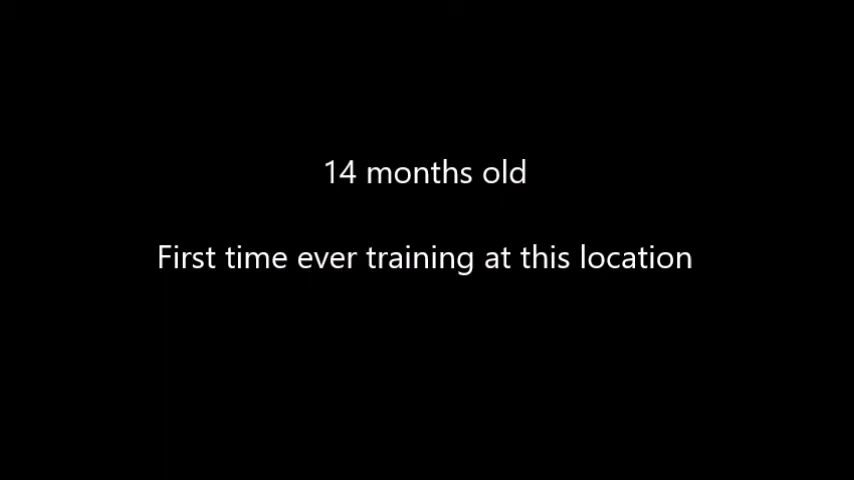 14 months old
First time ever training at this location